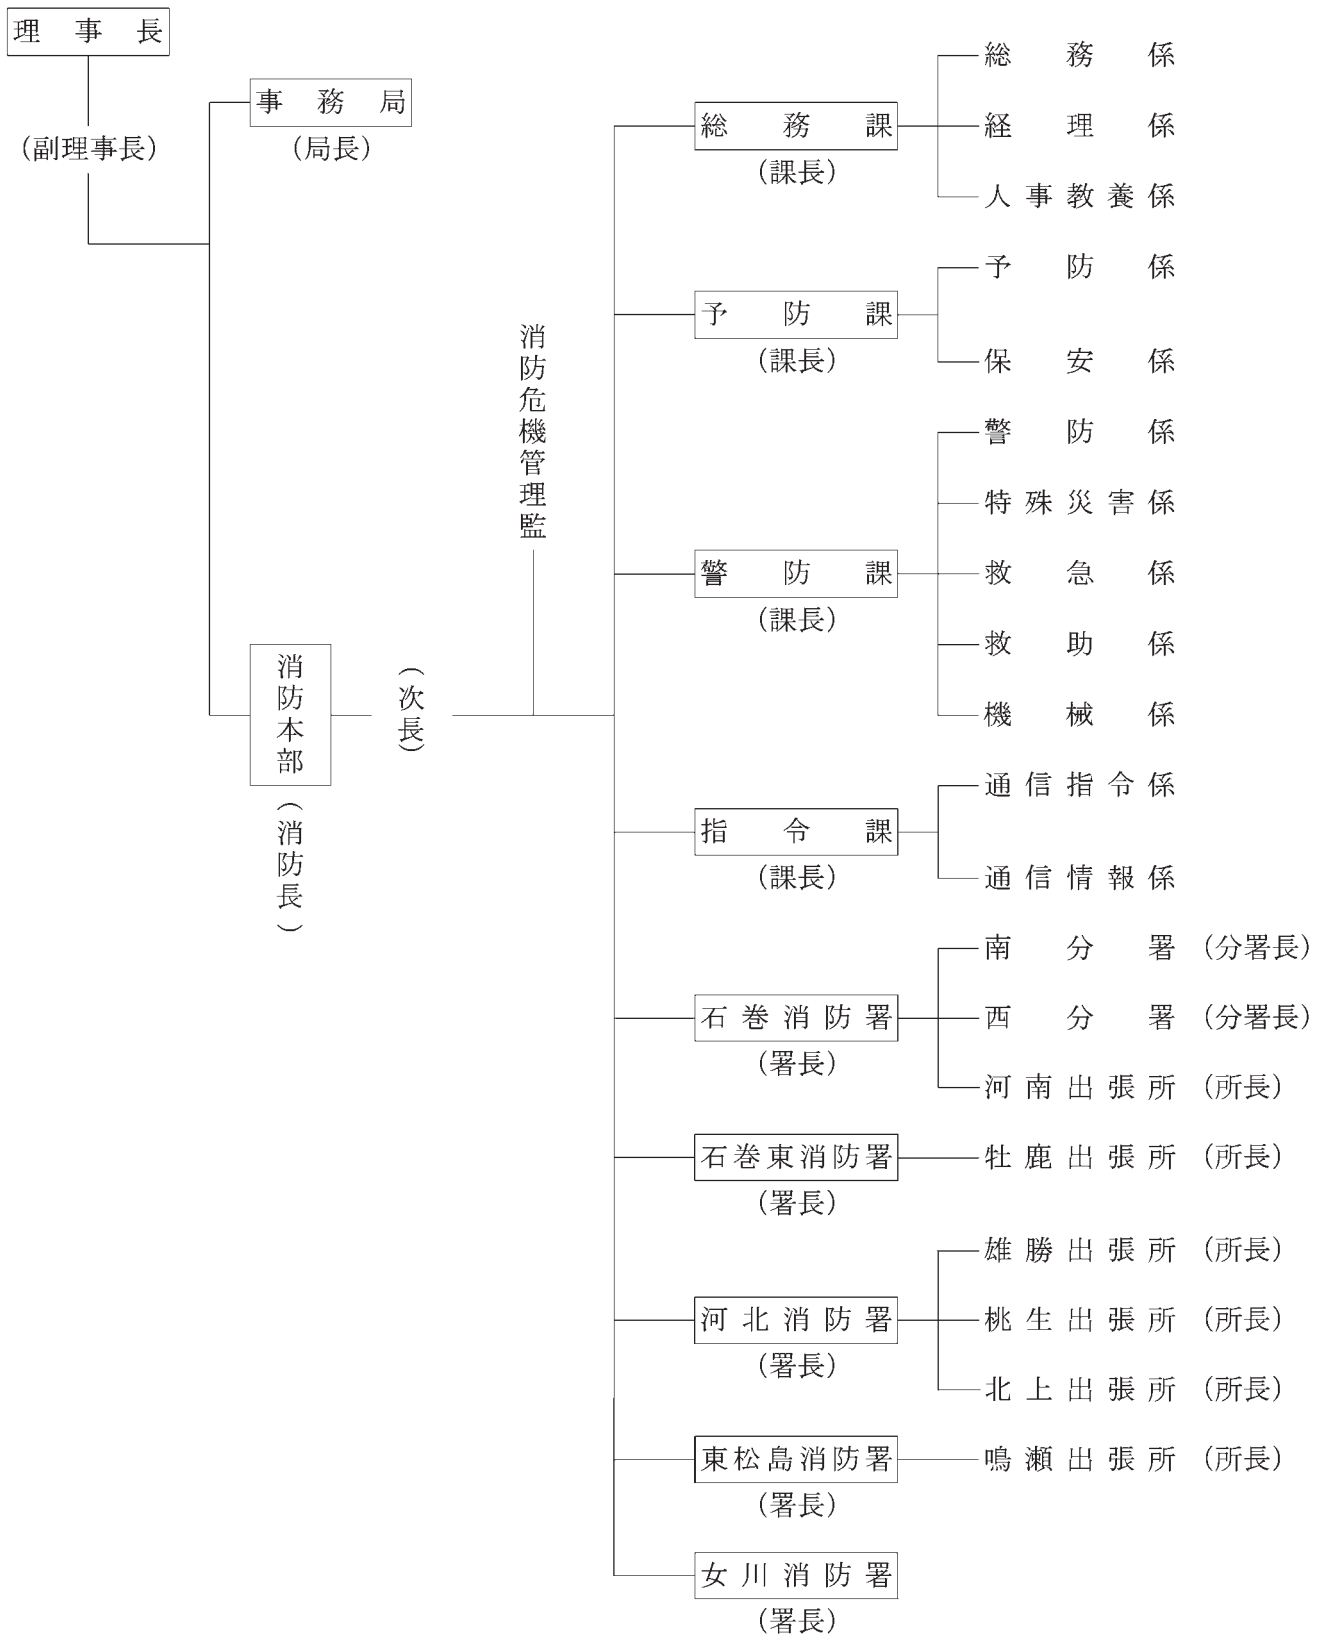 理事長
(副理事長)
事務局
(局長)
消防本部
(消防長)
(次長)
消防危機管理監
総務課
(課長)
総務係
経理係
人事教養係
予防課
(課長)
予防係
保安係
警防課
(課長)
警防係
特殊災害係
救急係
救助係
機械係
指令課
(課長)
通信指令係
通信情報係
石巻消防署
(署長)
南分署 (分署長)
西分署 (分署長)
河南出張所 (所長)
石巻東消防署
(署長)
牡鹿出張所 (所長)
河北消防署
(署長)
雄勝出張所 (所長)
桃生出張所 (所長)
北上出張所 (所長)
東松島消防署
(署長)
鳴瀬出張所 (所長)
女川消防署
(署長)